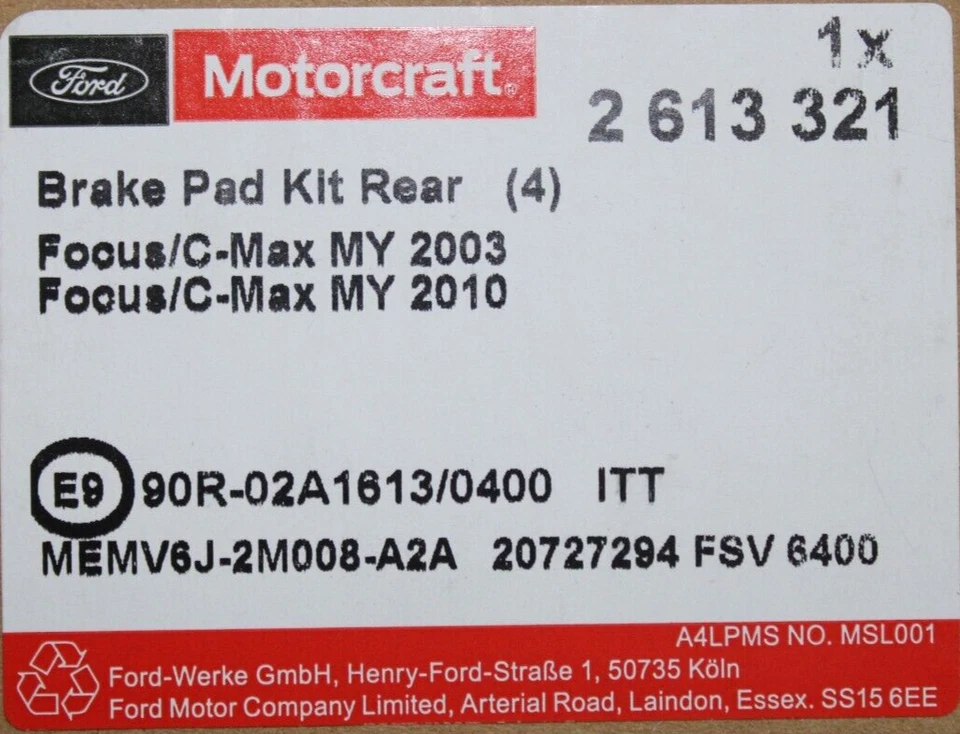 Ford
Motorcraft®
1x
2 613 321
Brake Pad Kit Rear (4)
Focus/C-Max MY 2003
Focus/C-Max MY 2010
E9 90R-02A1613/0400 ITT
MEMV6J-2M008-A2A 20727294 FSV 6400
A4LPMS NO. MSL001
Ford-Werke GmbH, Henry-Ford-Straße 1, 50735 Köln
Ford Motor Company Limited, Arterial Road, Laindon, Essex. SS15 6EE